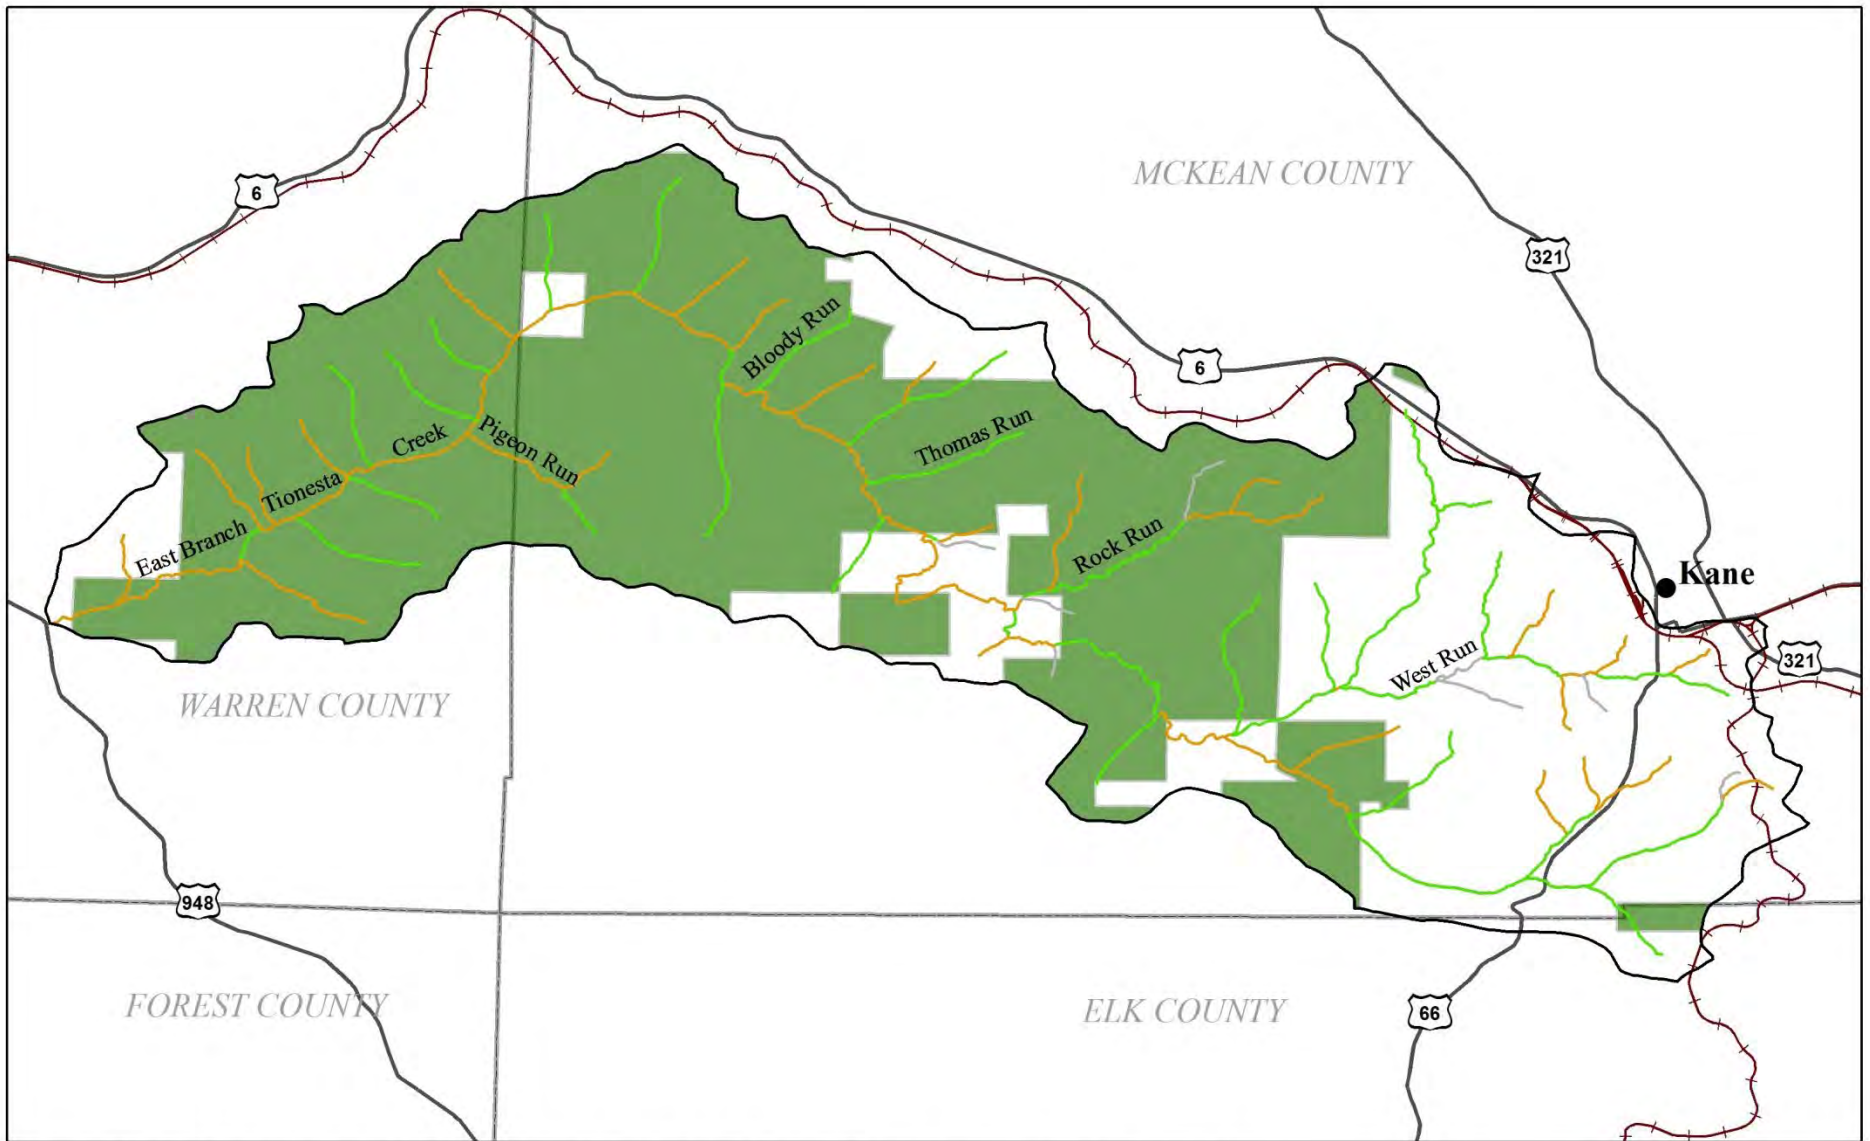 MCKEAN COUNTY
6
321
Bloody Run
6
Creek
Pigeon Run
Thomas Run
Tionesta
East Branch
Rock Run
Kane
West Run
321
WARREN COUNTY
948
FOREST COUNTY
ELK COUNTY
66